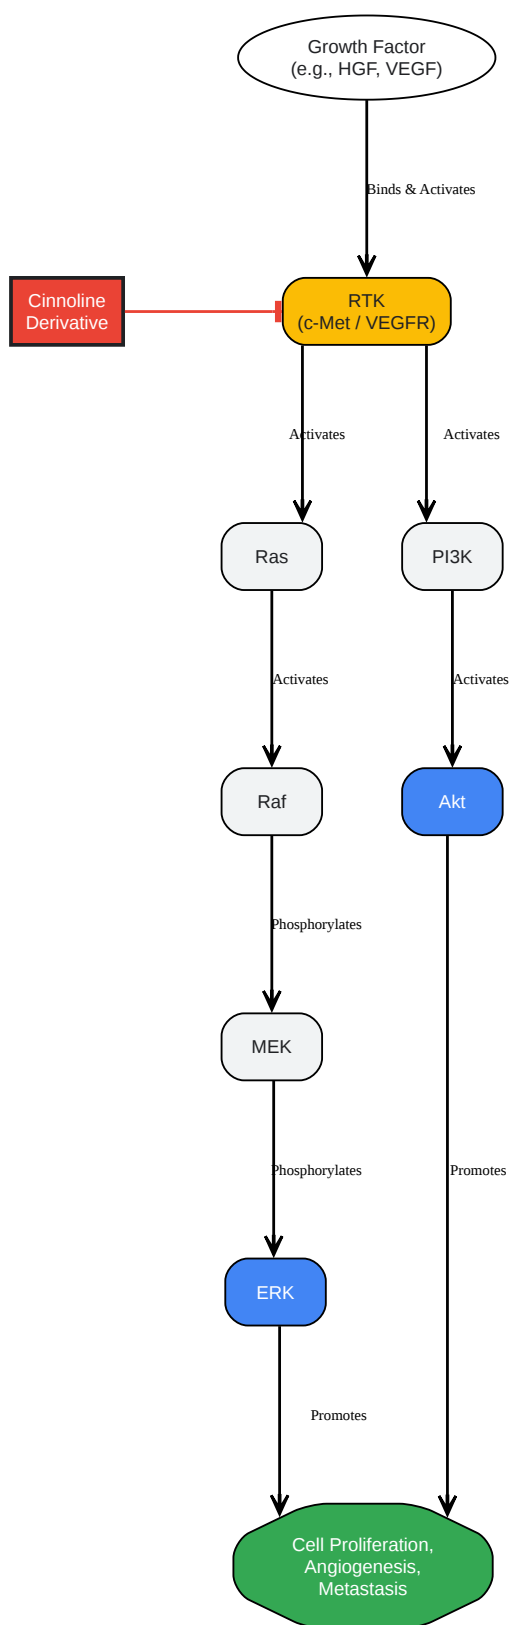 Growth Factor
(e.g., HGF, VEGF)
Binds & Activates
Cinnoline
Derivative
RTK
(c-Met / VEGFR)
Activates
Activates
Ras
PI3K
Activates
Activates
Raf
Akt
Phosphorylates
MEK
Phosphorylates
Promotes
ERK
Promotes
Cell Proliferation,
Angiogenesis,
Metastasis